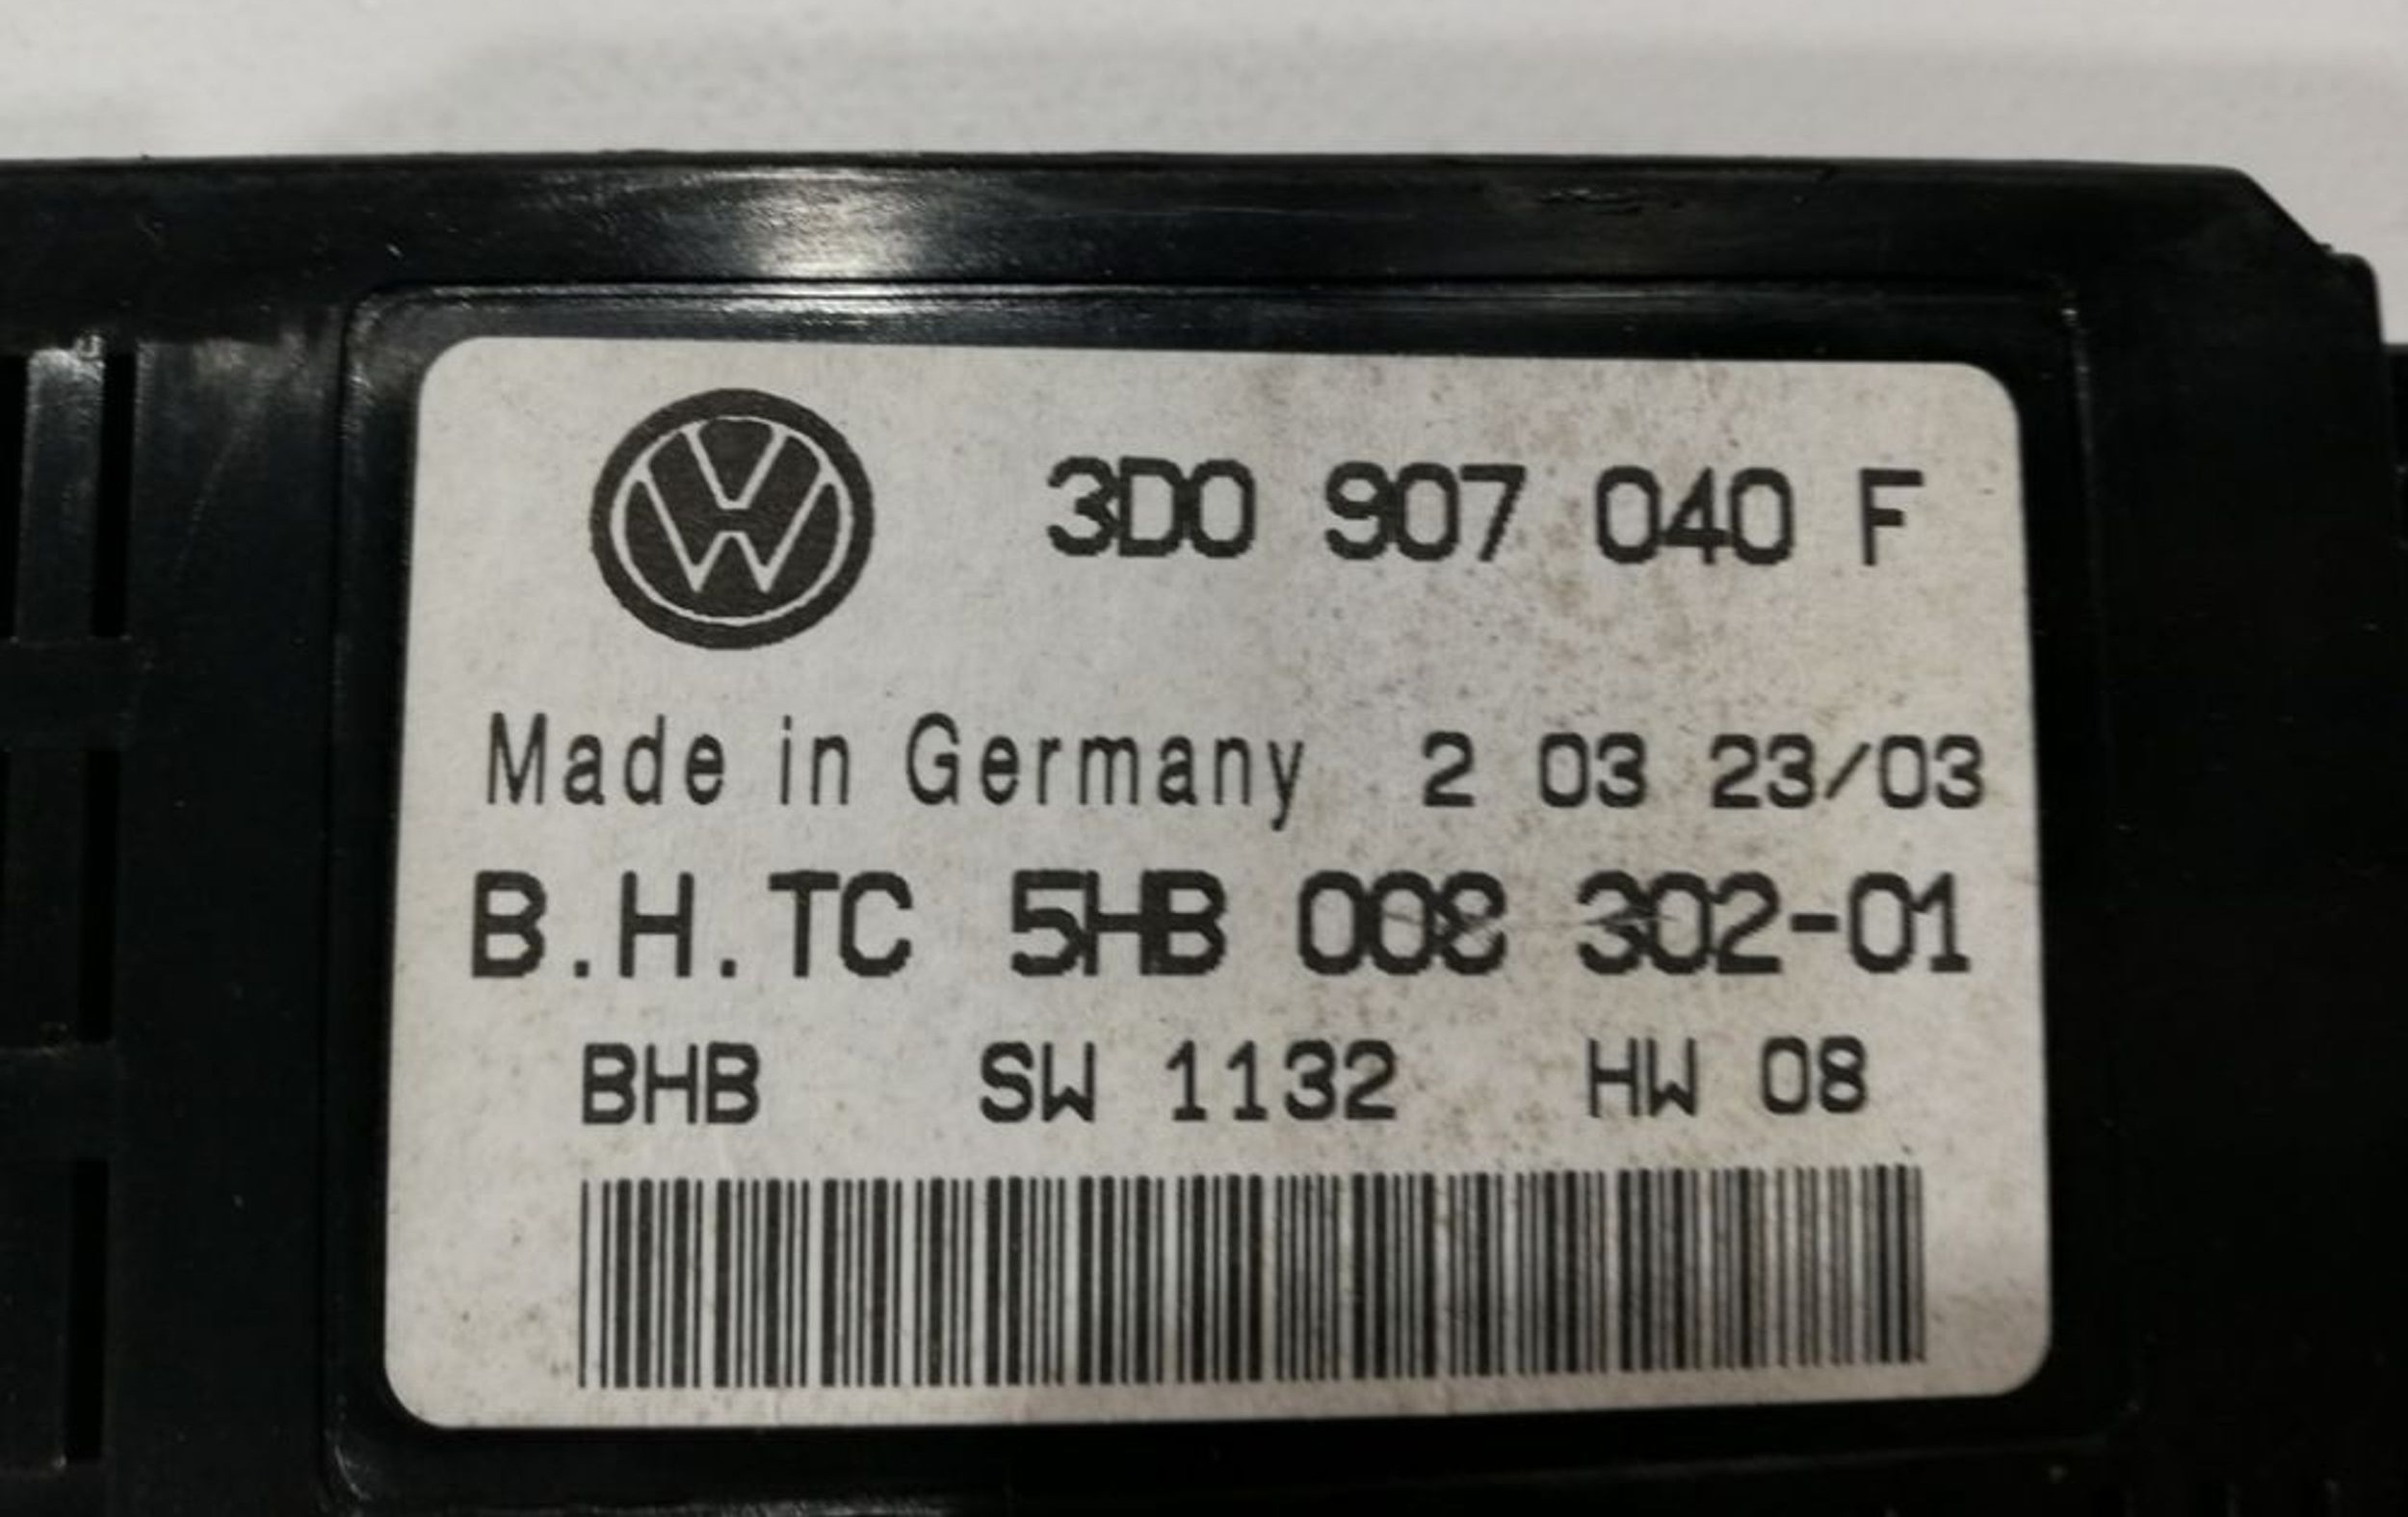 3D0 907 040 F
Made in Germany 2 03 23/03
B.H.TC 5HB 008 302-01
BHB SW 1132 HW 08